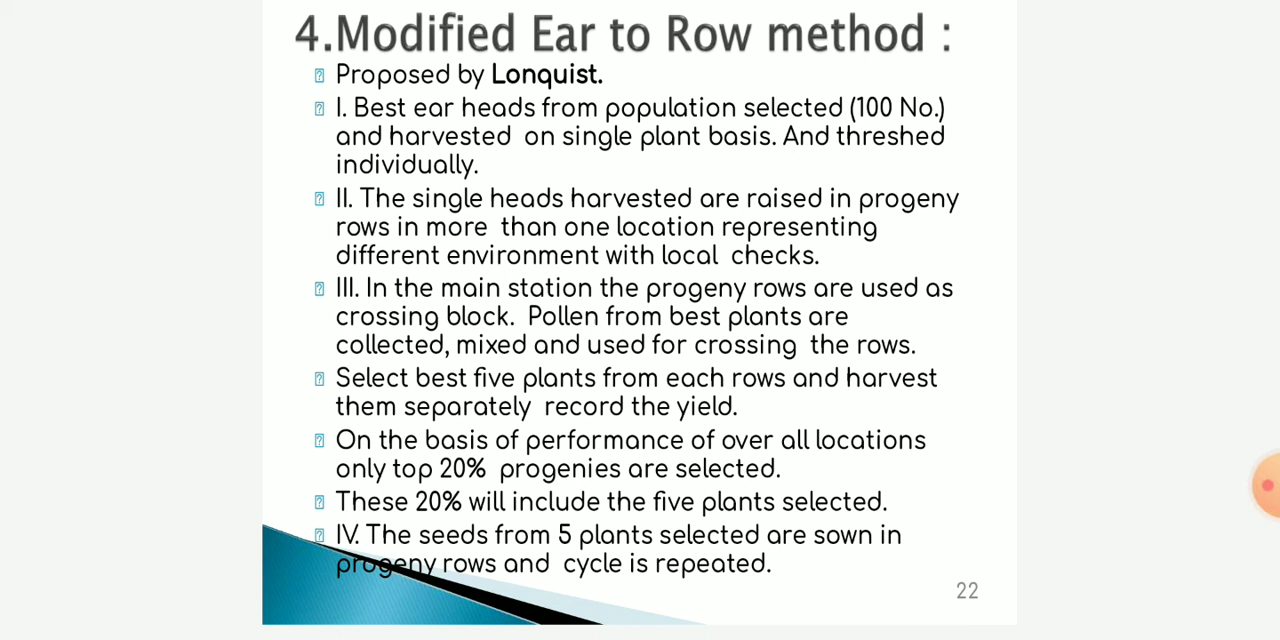 4.Modified Ear to Row method :
Proposed by Lonquist.
I. Best ear heads from population selected (100 No.)
and harvested on single plant basis. And threshed
individually.
II. The single heads harvested are raised in progeny
rows in more than one location representing
different environment with local checks.
III. In the main station the progeny rows are used as
crossing block. Pollen from best plants are
collected, mixed and used for crossing the rows.
Select best five plants from each rows and harvest
them separately record the yield.
On the basis of performance of over all locations
only top 20% progenies are selected.
These 20% will include the five plants selected.
IV. The seeds from 5 plants selected are sown in
progeny rows and cycle is repeated.
22